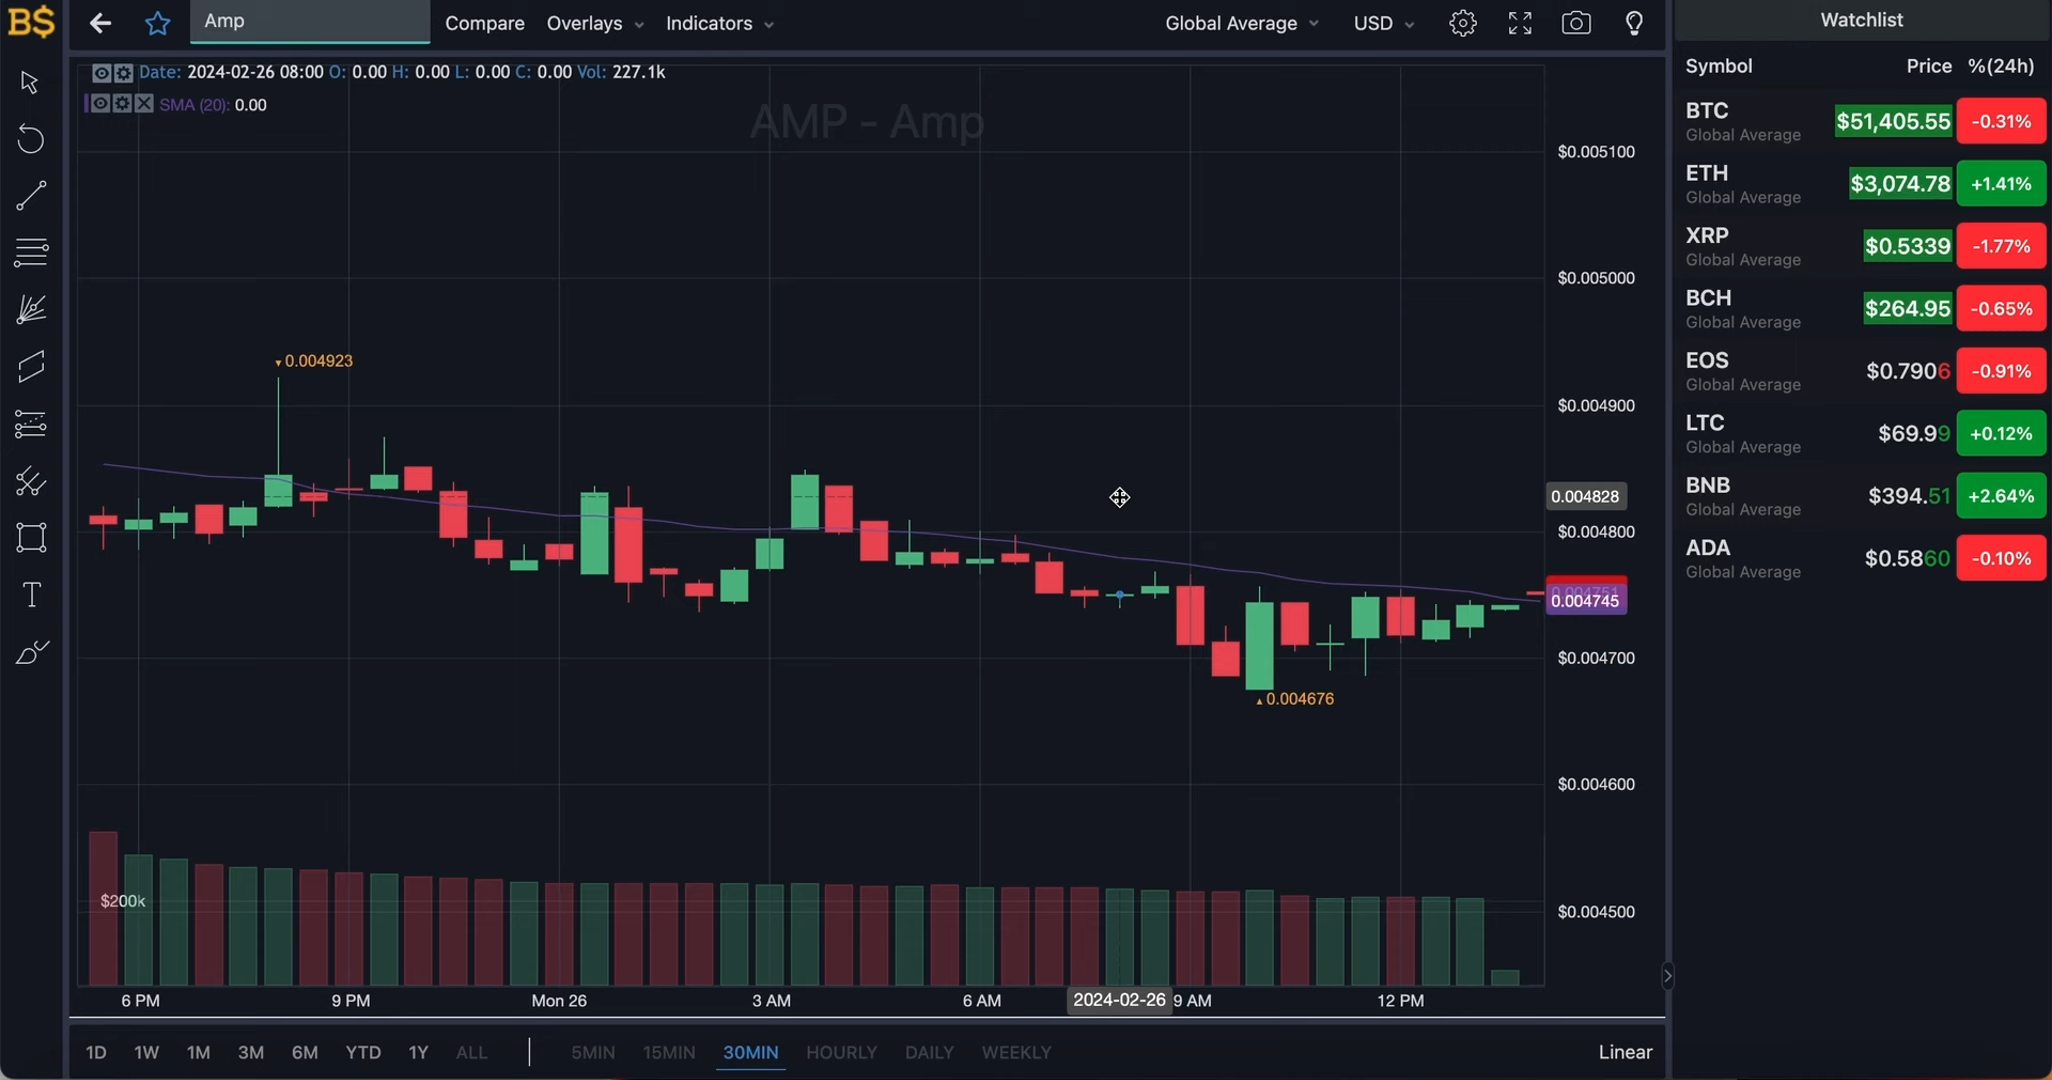 B$
Amp
Compare
Overlays
Indicators
Global Average
USD
Watchlist
Date: 2024-02-26 08:00 O: 0.00 H: 0.00 L: 0.00 C: 0.00 Vol: 227.1k
SMA (20): 0.00
AMP - Amp
Symbol Price %(24h)
BTC $51,405.55 -0.31%
Global Average
ETH $3,074.78 +1.41%
Global Average
XRP $0.5339 -1.77%
Global Average
BCH $264.95 -0.65%
Global Average
EOS $0.7906 -0.91%
Global Average
LTC $69.99 +0.12%
Global Average
BNB $394.51 +2.64%
Global Average
ADA $0.5860 -0.10%
Global Average
$0.005100
$0.005000
0.004923
$0.004900
0.004828
$0.004800
0.004745
$0.004700
0.004676
$0.004600
$200k
$0.004500
6 PM
9 PM
Mon 26
3 AM
6 AM
2024-02-26
9 AM
12 PM
1D 1W 1M 3M 6M YTD 1Y ALL
5MIN 15MIN 30MIN HOURLY DAILY WEEKLY
Linear
T